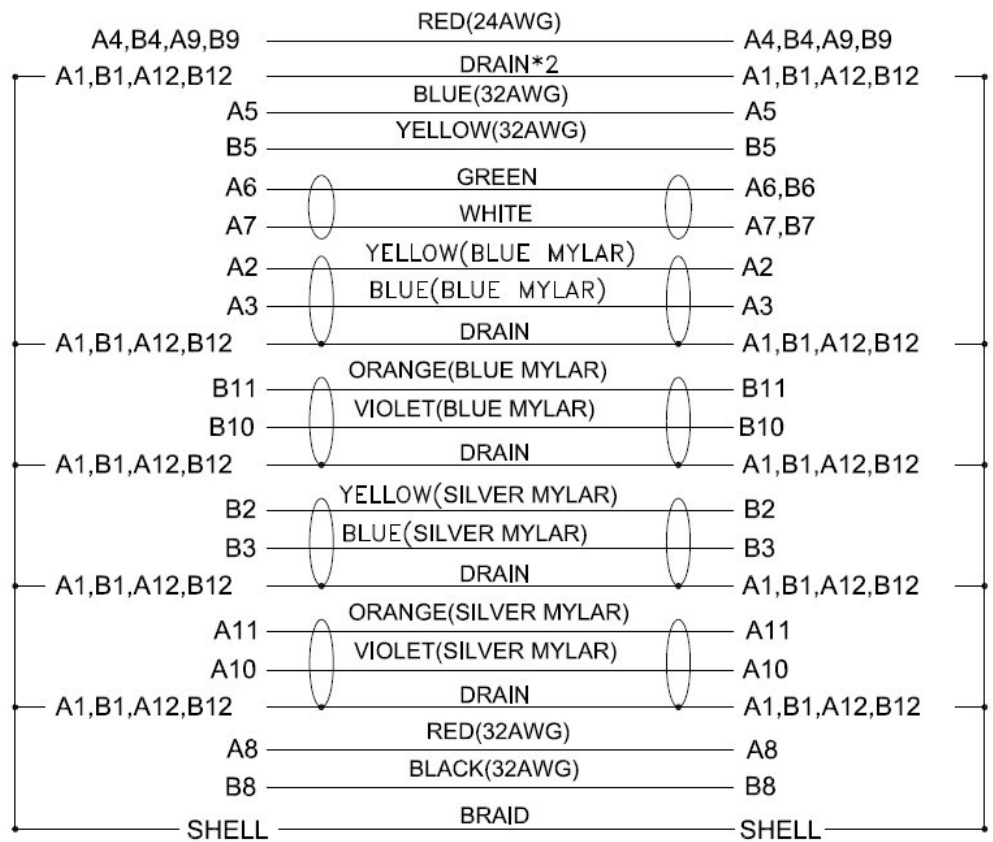 A4,B4,A9,B9 RED(24AWG) A4,B4,A9,B9
A1,B1,A12,B12 DRAIN*2 A1,B1,A12,B12
A5 BLUE(32AWG) A5
B5 YELLOW(32AWG) B5
A6 GREEN A6,B6
A7 WHITE A7,B7
A2 YELLOW(BLUE MYLAR) A2
A3 BLUE(BLUE MYLAR) A3
A1,B1,A12,B12 DRAIN A1,B1,A12,B12
B11 ORANGE(BLUE MYLAR) B11
B10 VIOLET(BLUE MYLAR) B10
A1,B1,A12,B12 DRAIN A1,B1,A12,B12
B2 YELLOW(SILVER MYLAR) B2
B3 BLUE(SILVER MYLAR) B3
A1,B1,A12,B12 DRAIN A1,B1,A12,B12
A11 ORANGE(SILVER MYLAR) A11
A10 VIOLET(SILVER MYLAR) A10
A1,B1,A12,B12 DRAIN A1,B1,A12,B12
A8 RED(32AWG) A8
B8 BLACK(32AWG) B8
SHELL BRAID SHELL